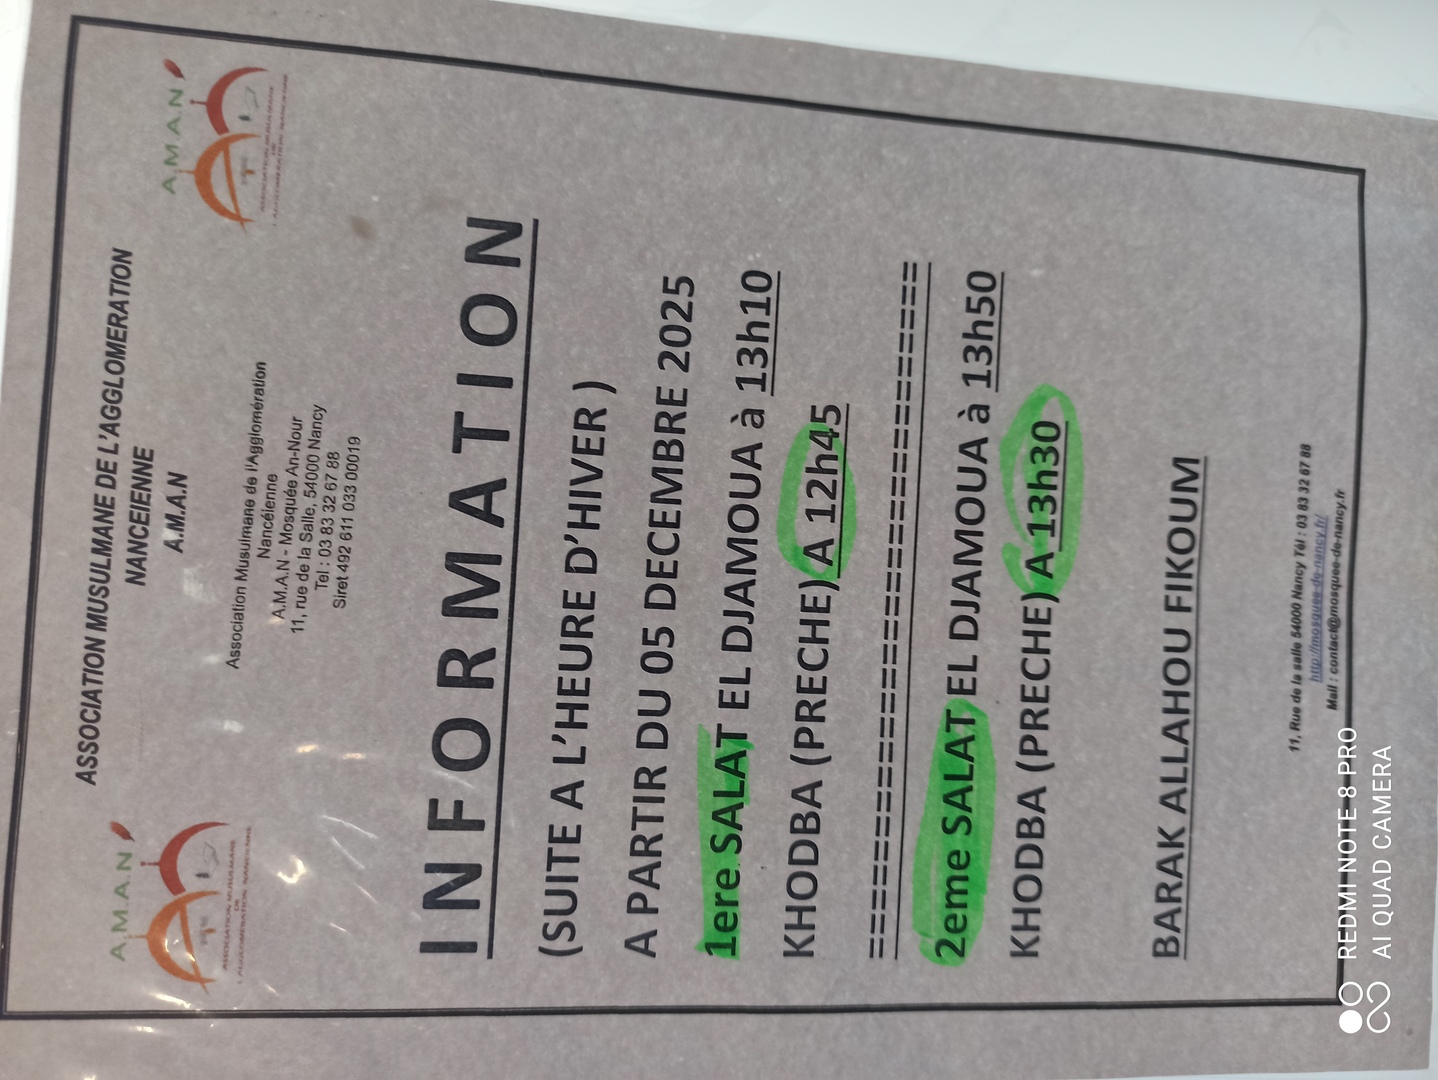 ASSOCIATION MUSULMANE DE L'AGGLOMERATION
NANCEIENNE
A.M.A.N
A.M.A.N
A.M.A.N
Association Musulmane de l'Agglomération
Nancéienne
A.M.A.N - Mosquée An-Nour
11, rue de la Salle, 54000 Nancy
Tel : 03 83 32 67 88
Siret 492 611 033 00019
INFORMATION
(SUITE A L'HEURE D'HIVER )
A PARTIR DU 05 DECEMBRE 2025
1ere SALAT EL DJAMOUA à 13h10
KHODBA (PRECHE) A 12h45
==========================
2eme SALAT EL DJAMOUA à 13h50
KHODBA (PRECHE) A 13h30
BARAK ALLAHOU FIKOUM
11, Rue de la salle 54000 Nancy Tél : 03 83 32 67 88
http://mosquee-de-nancy.fr/
Mail : contact@mosquee-de-nancy.fr
REDMI NOTE 8 PRO
AI QUAD CAMERA